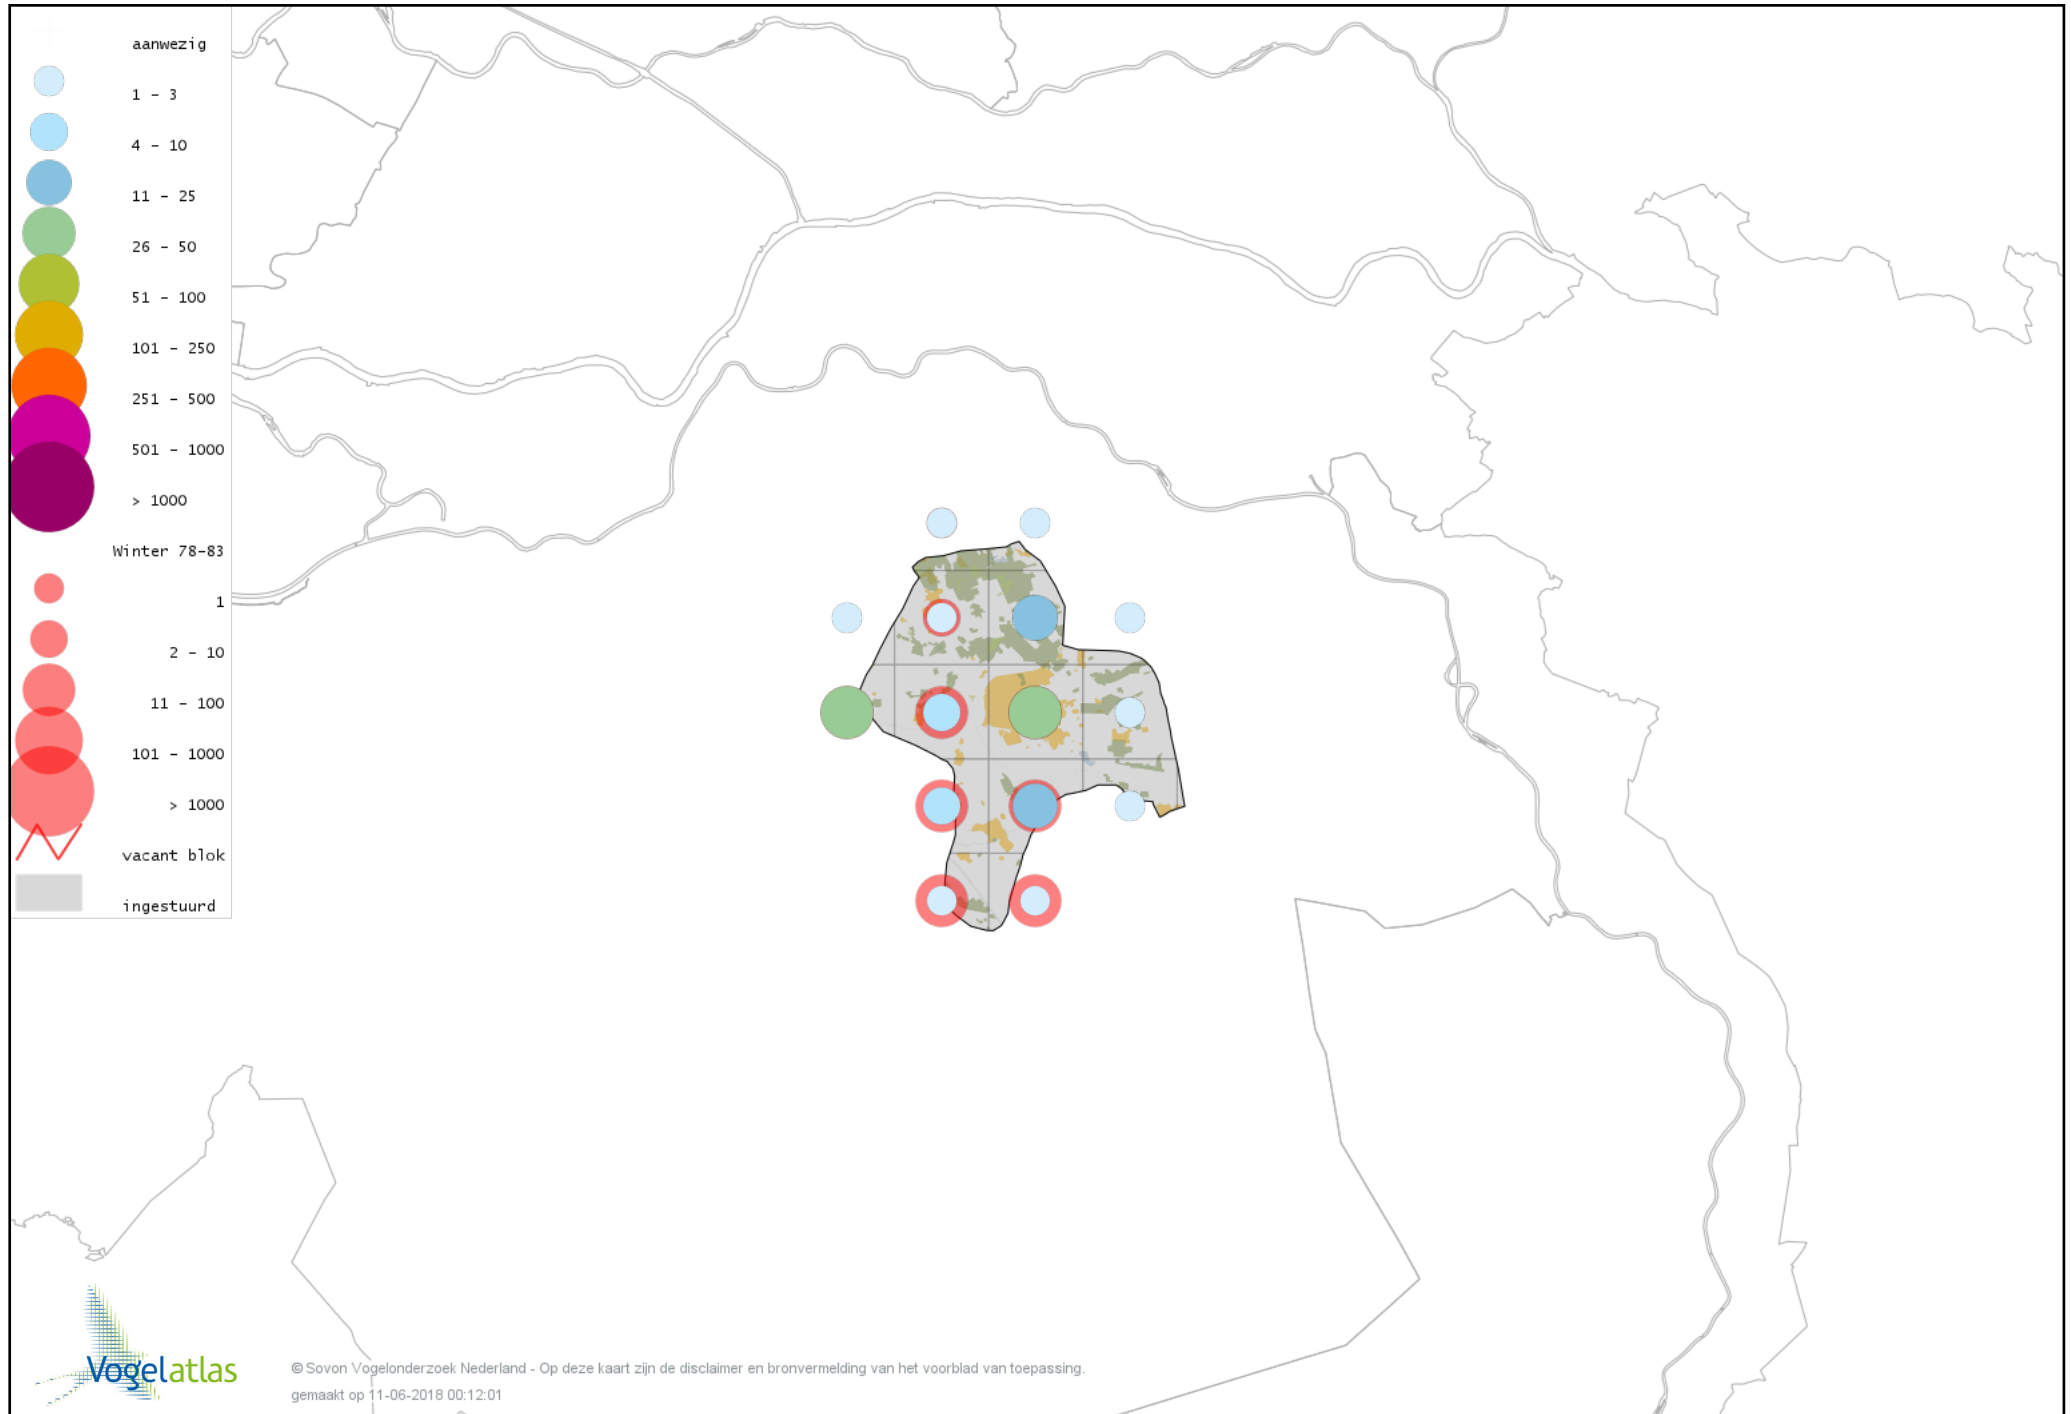 aanwezig
1 - 3
4 - 10
11 - 25
26 - 50
51 - 100
101 - 250
251 - 500
501 - 1000
> 1000
Winter 78-83
1
2 - 10
11 - 100
101 - 1000
> 1000
vacant blok
ingestuurd
Vogelatlas
© Sovon Vogelonderzoek Nederland - Op deze kaart zijn de disclaimer en bronvermelding van het voorblad van toepassing.
gemaakt op 11-06-2018 00:12:01